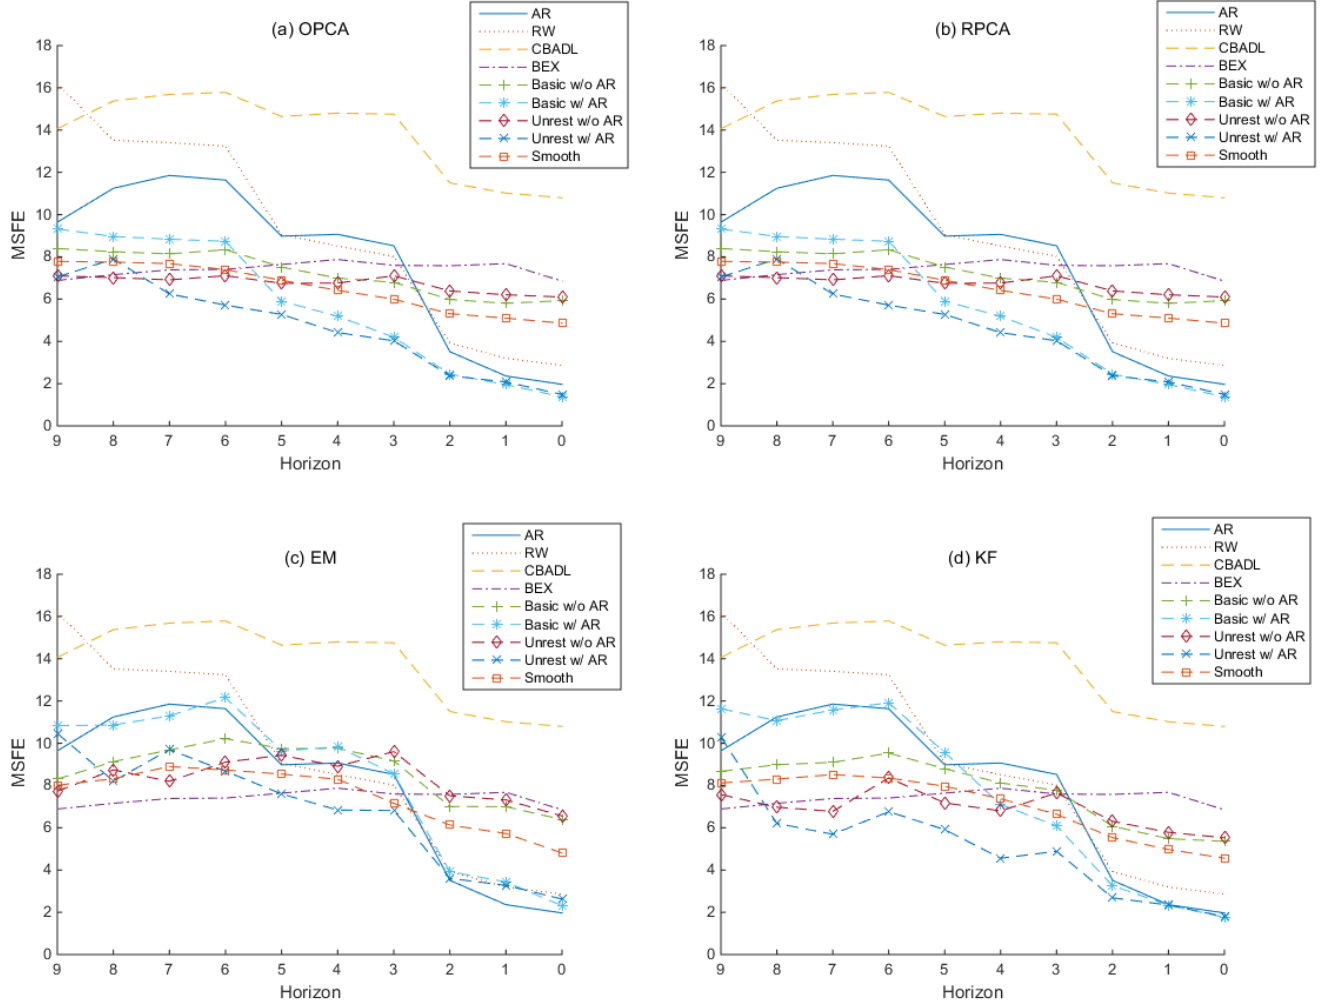 (a) OPCA
AR
RW
CBADL
BEX
Basic w/o AR
Basic w/ AR
Unrest w/o AR
Unrest w/ AR
Smooth
MSFE
18
16
14
12
10
8
6
4
2
0
9 8 7 6 5 4 3 2 1 0
Horizon
(b) RPCA
AR
RW
CBADL
BEX
Basic w/o AR
Basic w/ AR
Unrest w/o AR
Unrest w/ AR
Smooth
MSFE
18
16
14
12
10
8
6
4
2
0
9 8 7 6 5 4 3 2 1 0
Horizon
(c) EM
AR
RW
CBADL
BEX
Basic w/o AR
Basic w/ AR
Unrest w/o AR
Unrest w/ AR
Smooth
MSFE
18
16
14
12
10
8
6
4
2
0
9 8 7 6 5 4 3 2 1 0
Horizon
(d) KF
AR
RW
CBADL
BEX
Basic w/o AR
Basic w/ AR
Unrest w/o AR
Unrest w/ AR
Smooth
MSFE
18
16
14
12
10
8
6
4
2
0
9 8 7 6 5 4 3 2 1 0
Horizon